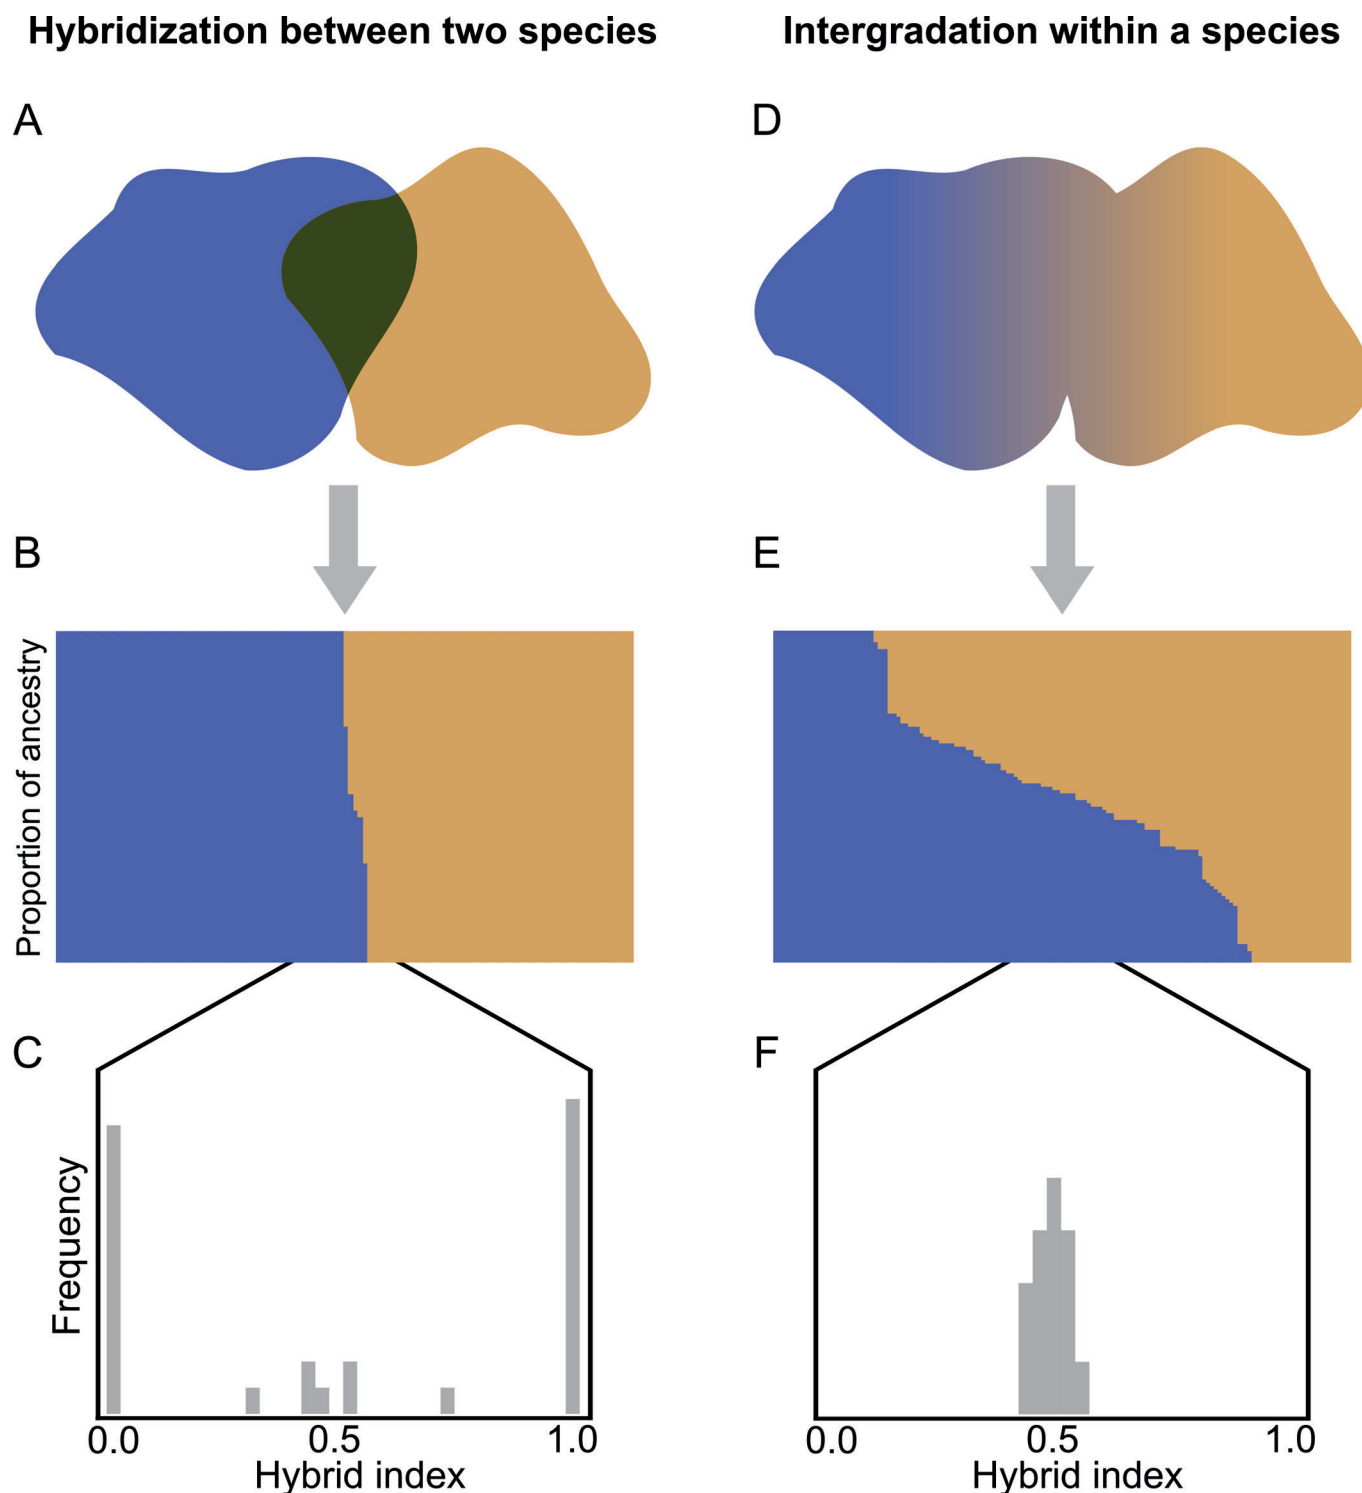 Hybridization between two species
A
B
Proportion of ancestry
C
Frequency
0.0 0.5 1.0
Hybrid index
Intergradation within a species
D
E
F
0.0 0.5 1.0
Hybrid index